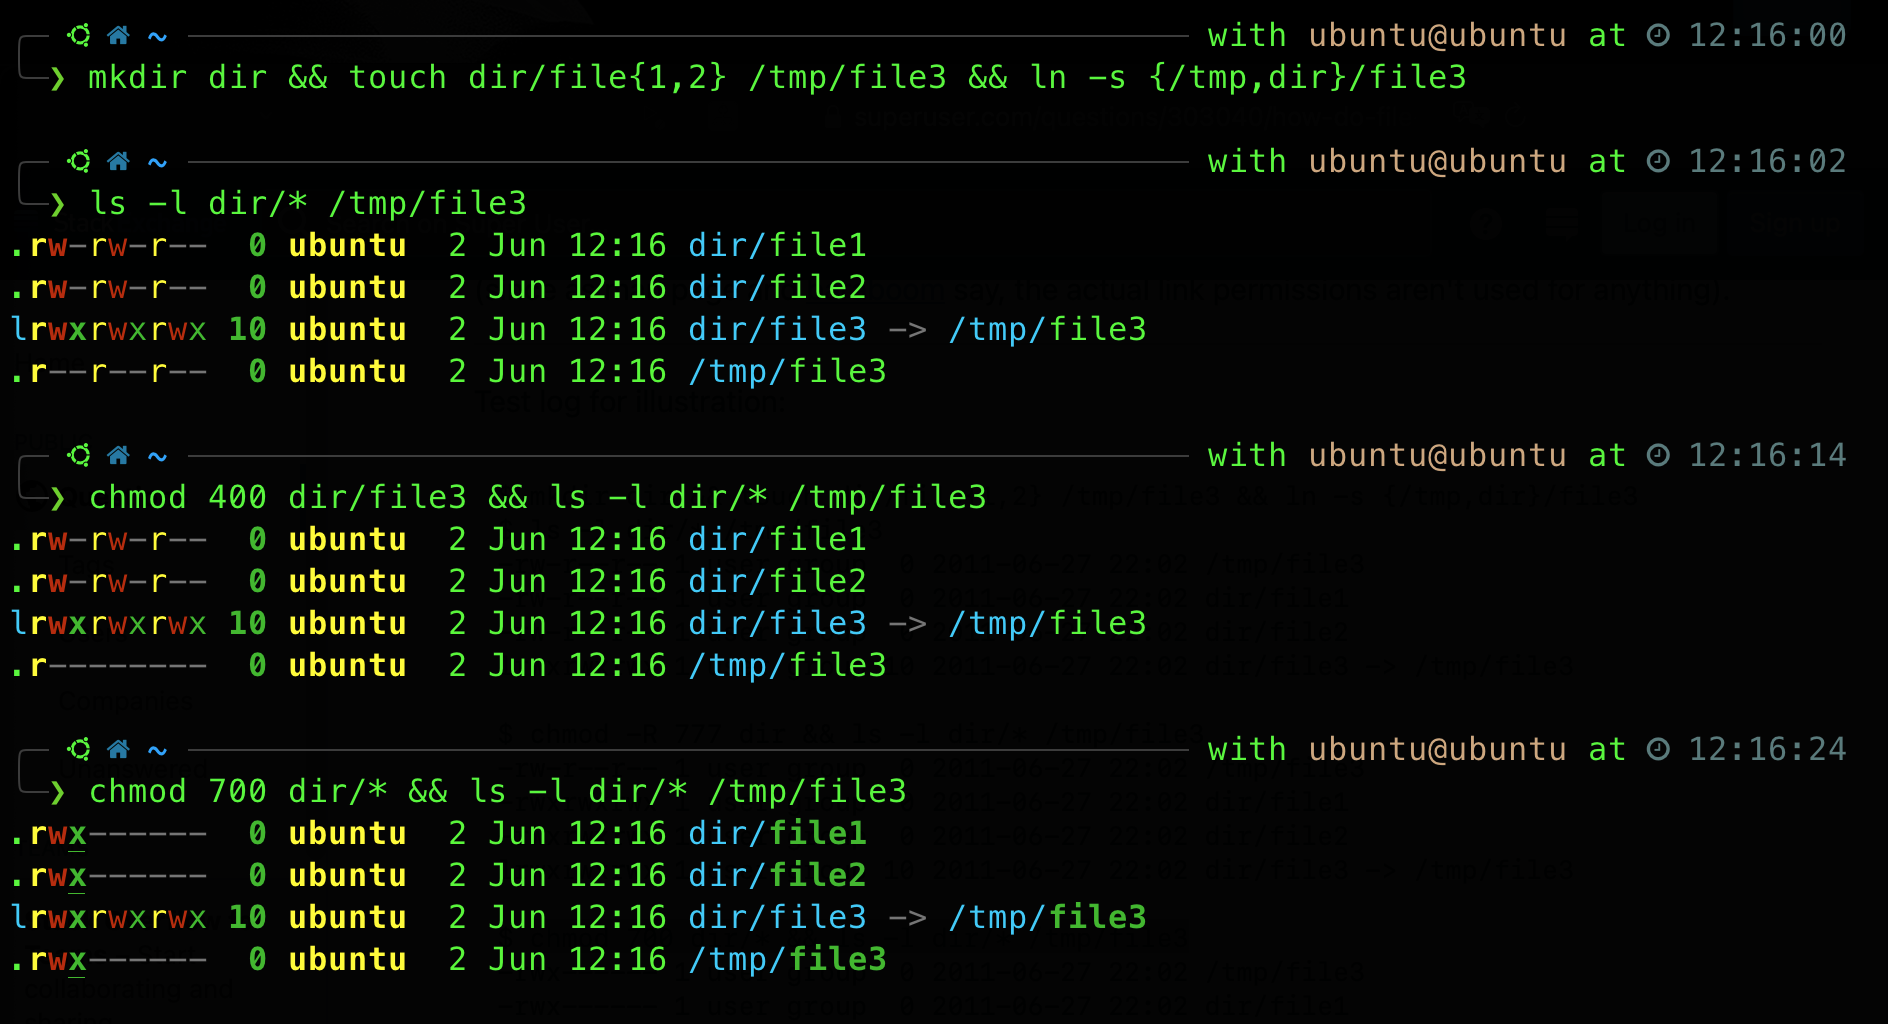 ~ with ubuntu@ubuntu at 12:16:00
❯ mkdir dir && touch dir/file{1,2} /tmp/file3 && ln -s {/tmp,dir}/file3
~ with ubuntu@ubuntu at 12:16:02
❯ ls -l dir/* /tmp/file3
.rw-rw-r-- 0 ubuntu 2 Jun 12:16 dir/file1
.rw-rw-r-- 0 ubuntu 2 Jun 12:16 dir/file2
lrwxrwxrwx 10 ubuntu 2 Jun 12:16 dir/file3 -> /tmp/file3
.r--r--r-- 0 ubuntu 2 Jun 12:16 /tmp/file3
Test log for illustration:
~ with ubuntu@ubuntu at 12:16:14
❯ chmod 400 dir/file3 && ls -l dir/* /tmp/file3
.rw-rw-r-- 0 ubuntu 2 Jun 12:16 dir/file1
.rw-rw-r-- 0 ubuntu 2 Jun 12:16 dir/file2
lrwxrwxrwx 10 ubuntu 2 Jun 12:16 dir/file3 -> /tmp/file3
.r-------- 0 ubuntu 2 Jun 12:16 /tmp/file3
Companies
~ with ubuntu@ubuntu at 12:16:24
❯ chmod 700 dir/* && ls -l dir/* /tmp/file3
.rwx------ 0 ubuntu 2 Jun 12:16 dir/file1
.rwx------ 0 ubuntu 2 Jun 12:16 dir/file2
lrwxrwxrwx 10 ubuntu 2 Jun 12:16 dir/file3 -> /tmp/file3
.rwx------ 0 ubuntu 2 Jun 12:16 /tmp/file3
collaborating and